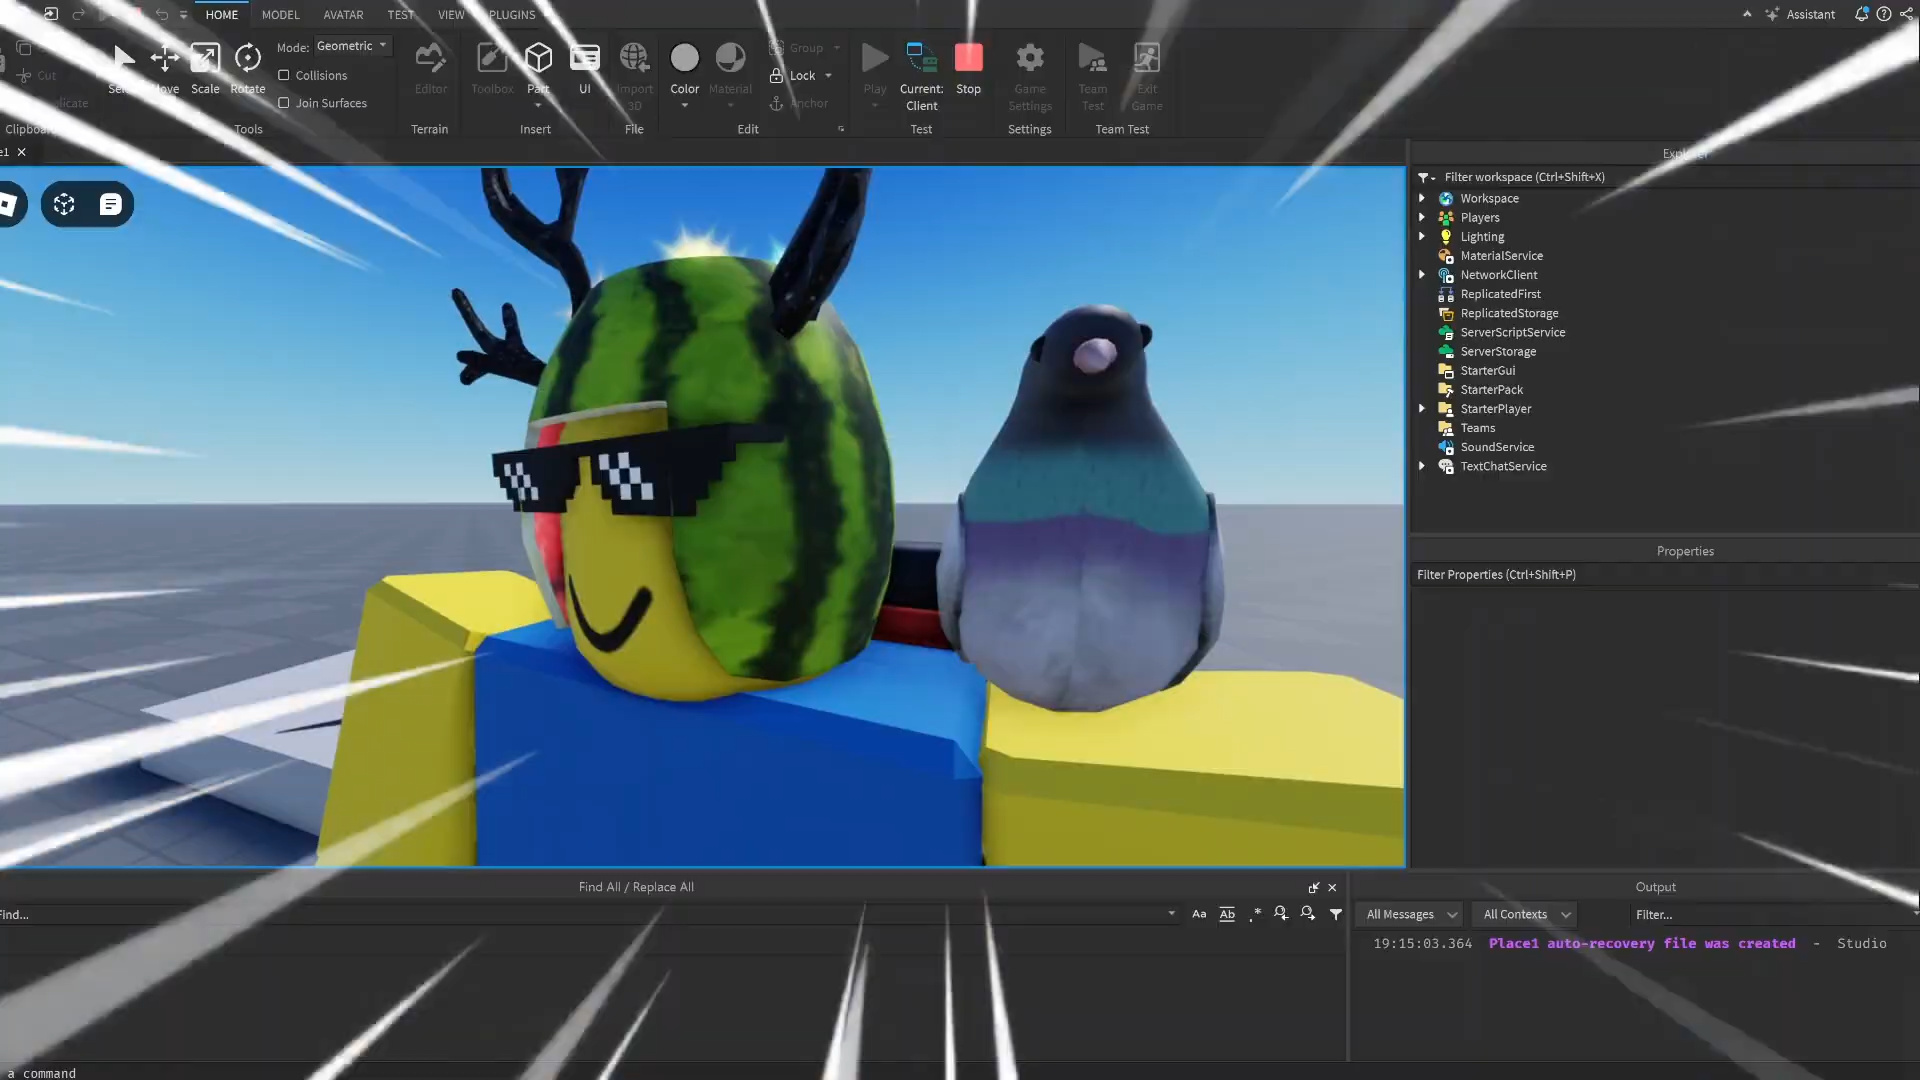 HOME MODEL AVATAR TEST VIEW PLUGINS Assistant
Cut
Select Move Scale Rotate
Mode: Geometric
Collisions
Join Surfaces
Tools
Editor
Terrain
Toolbox Part UI
Insert
Import
3D
File
Color Material
Group
Lock
Anchor
Edit
Play Current:
Client Stop
Test
Game
Settings
Settings
Team
Test
Exit
Game
Team Test
Explorer
Filter workspace (Ctrl+Shift+X)
Workspace
Players
Lighting
MaterialService
NetworkClient
ReplicatedFirst
ReplicatedStorage
ServerScriptService
ServerStorage
StarterGui
StarterPack
StarterPlayer
Teams
SoundService
TextChatService
Properties
Filter Properties (Ctrl+Shift+P)
Find All / Replace All
Find...
Aa Ab .*
Output
All Messages All Contexts Filter...
19:15:03.364 Place1 auto-recovery file was created - Studio
a command